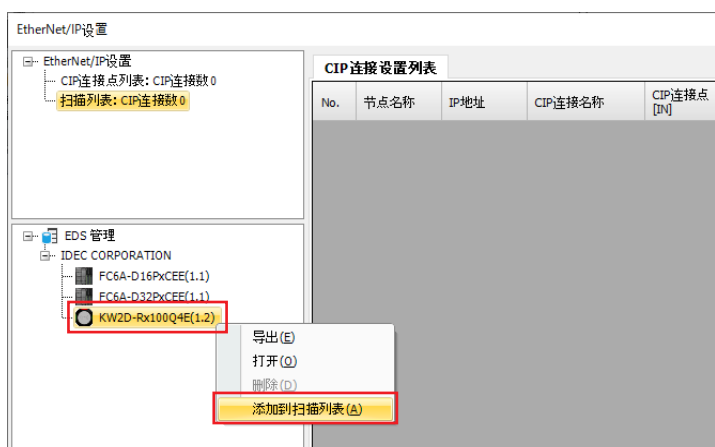 EtherNet/IP设置
EtherNet/IP设置
CIP连接点列表: CIP连接数0
扫描列表: CIP连接数0
CIP连接设置列表
No. 节点名称 IP地址 CIP连接名称 CIP连接点[IN]
EDS 管理
IDEC CORPORATION
FC6A-D16PxCEE(1.1)
FC6A-D32PxCEE(1.1)
KW2D-Rx100Q4E(1.2)
导出(E)
打开(O)
删除(D)
添加到扫描列表(A)